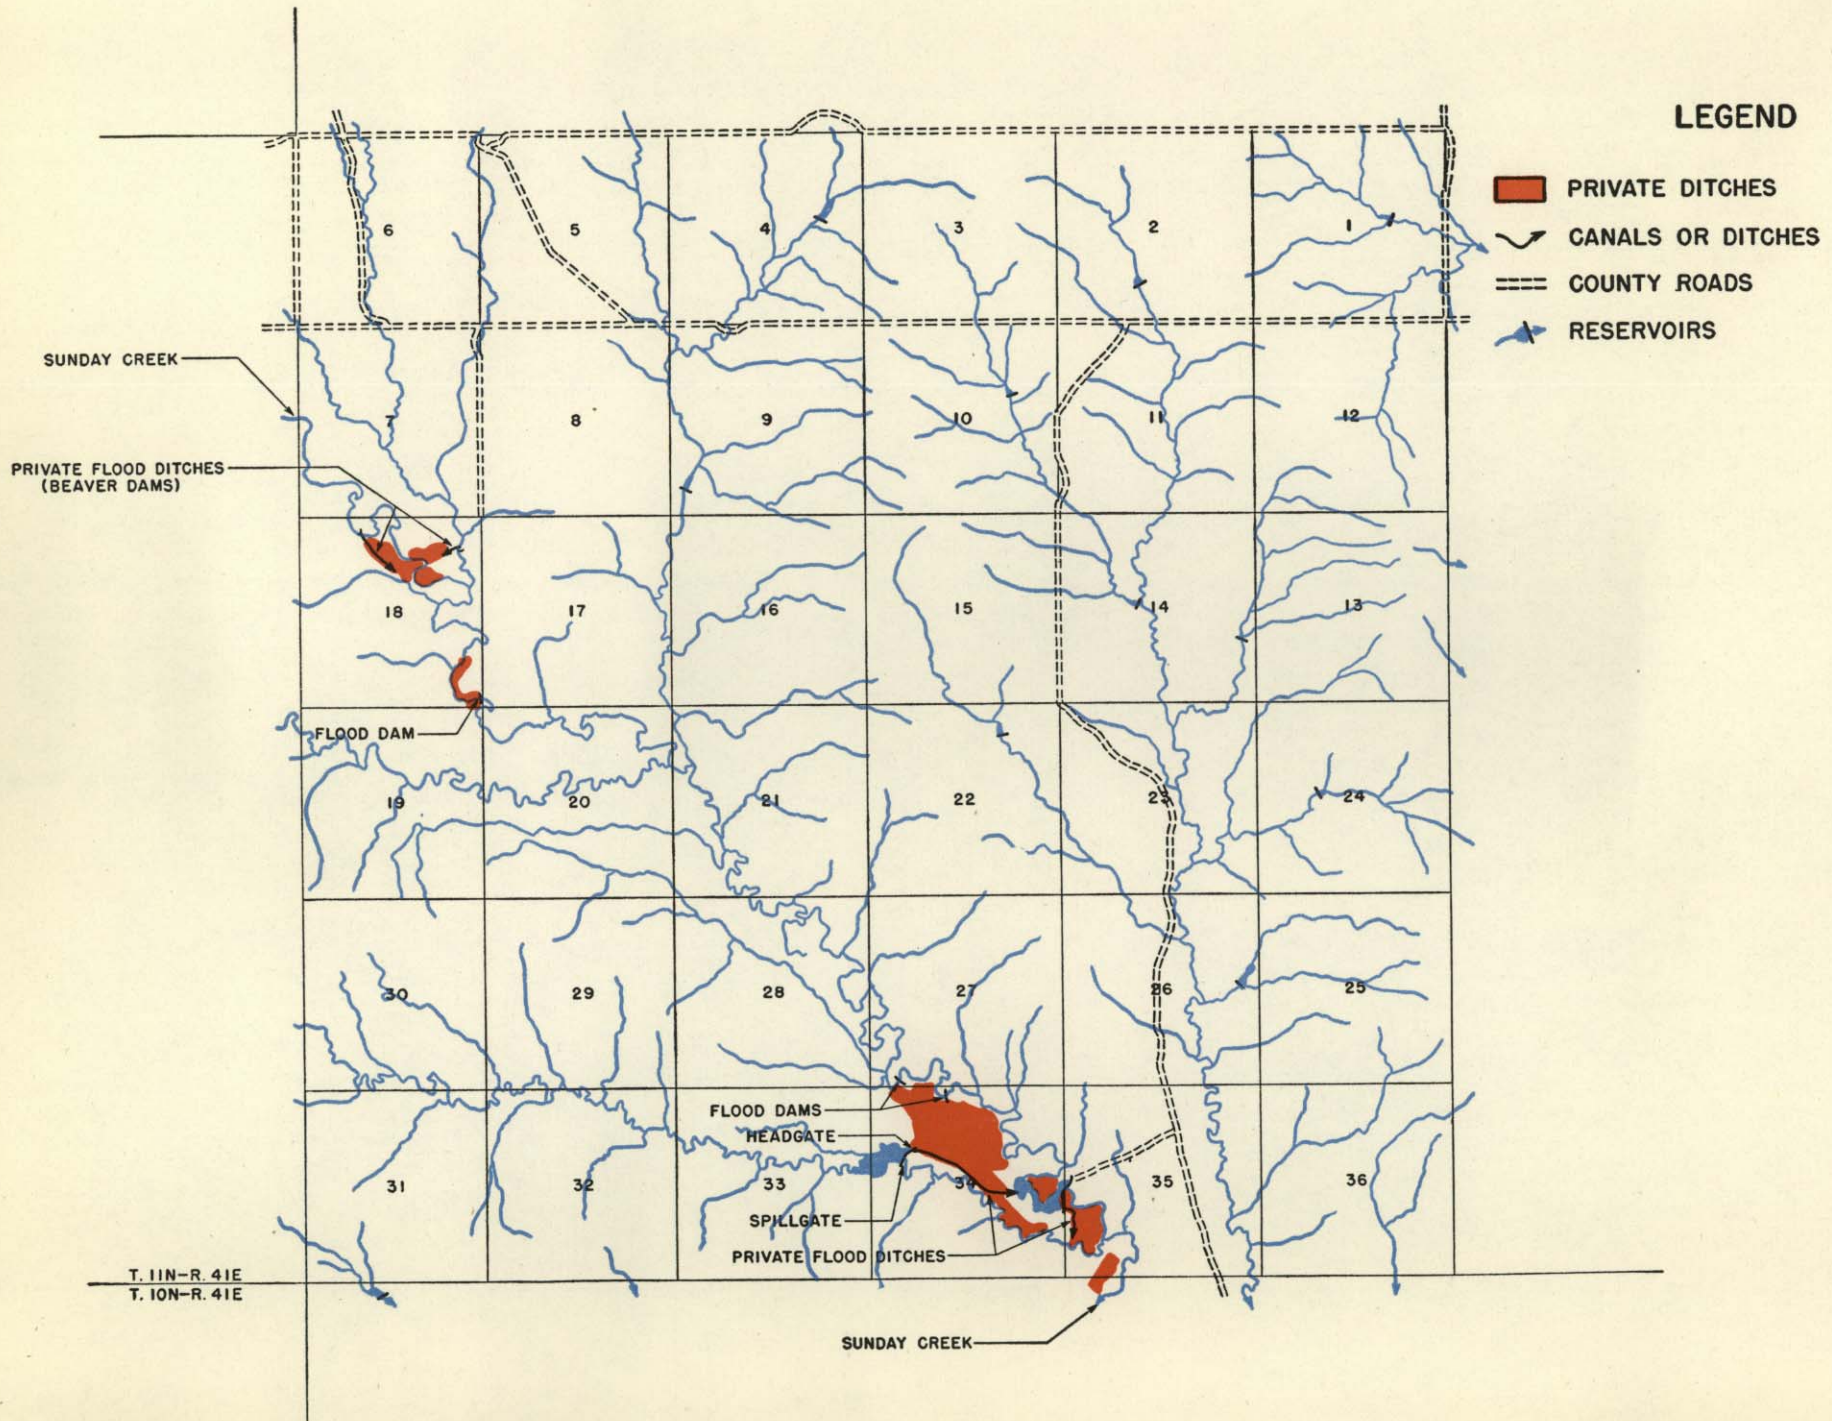 LEGEND
PRIVATE DITCHES
CANALS OR DITCHES
COUNTY ROADS
RESERVOIRS
6
5
4
3
2
1
SUNDAY CREEK
7
8
9
10
11
12
PRIVATE FLOOD DITCHES
(BEAVER DAMS)
18
17
16
15
14
13
FLOOD DAM
19
20
21
22
23
24
30
29
28
27
26
25
FLOOD DAMS
HEADGATE
31
32
33
34
35
36
SPILLGATE
PRIVATE FLOOD DITCHES
T. 11N-R. 41E
T. 10N-R. 41E
SUNDAY CREEK